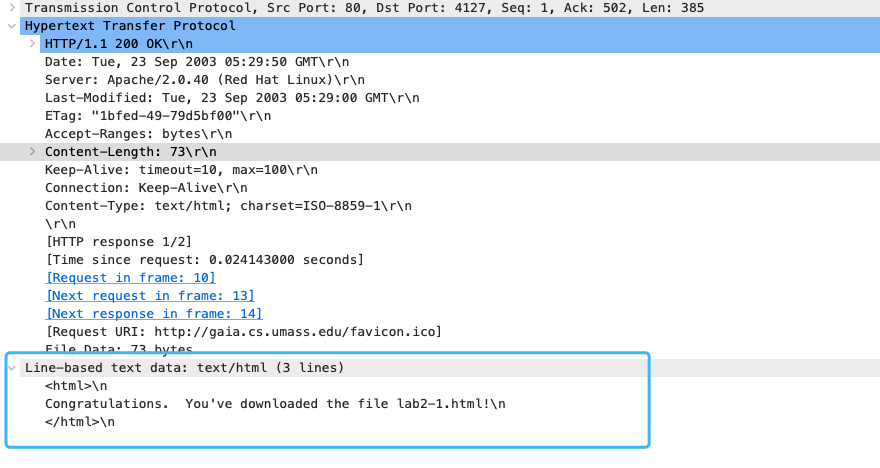 Transmission Control Protocol, Src Port: 80, Dst Port: 4127, Seq: 1, Ack: 502, Len: 385
Hypertext Transfer Protocol
HTTP/1.1 200 OK\r\n
Date: Tue, 23 Sep 2003 05:29:50 GMT\r\n
Server: Apache/2.0.40 (Red Hat Linux)\r\n
Last-Modified: Tue, 23 Sep 2003 05:29:00 GMT\r\n
ETag: "1bfed-49-79d5bf00"\r\n
Accept-Ranges: bytes\r\n
Content-Length: 73\r\n
Keep-Alive: timeout=10, max=100\r\n
Connection: Keep-Alive\r\n
Content-Type: text/html; charset=ISO-8859-1\r\n
\r\n
[HTTP response 1/2]
[Time since request: 0.024143000 seconds]
[Request in frame: 10]
[Next request in frame: 13]
[Next response in frame: 14]
[Request URI: http://gaia.cs.umass.edu/favicon.ico]
File Data: 73 bytes
Line-based text data: text/html (3 lines)
<html>\n
Congratulations.  You've downloaded the file lab2-1.html!\n
</html>\n